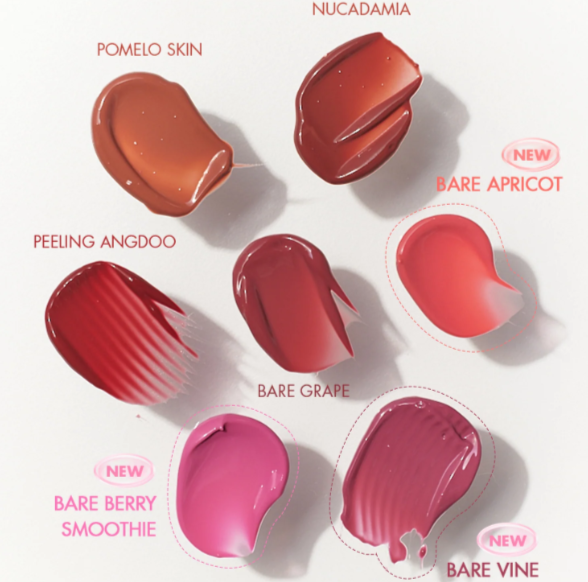 NUCADAMIA
POMELO SKIN
NEW
BARE APRICOT
PEELING ANGDOO
BARE GRAPE
NEW
BARE BERRY
SMOOTHIE
NEW
BARE VINE